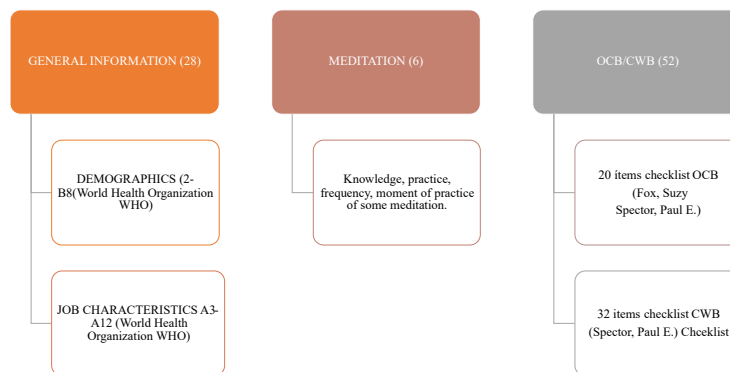 GENERAL INFORMATION (28)
DEMOGRAPHICS (2-
B8(World Health Organization
WHO)
JOB CHARACTERISTICS A3-
A12 (World Health
Organization WHO)
MEDITATION (6)
Knowledge, practice,
frequency, moment of practice
of some meditation.
OCB/CWB (52)
20 items checklist OCB
(Fox, Suzy
Spector, Paul E.)
32 items checklist CWB
(Spector, Paul E.) Chceklist